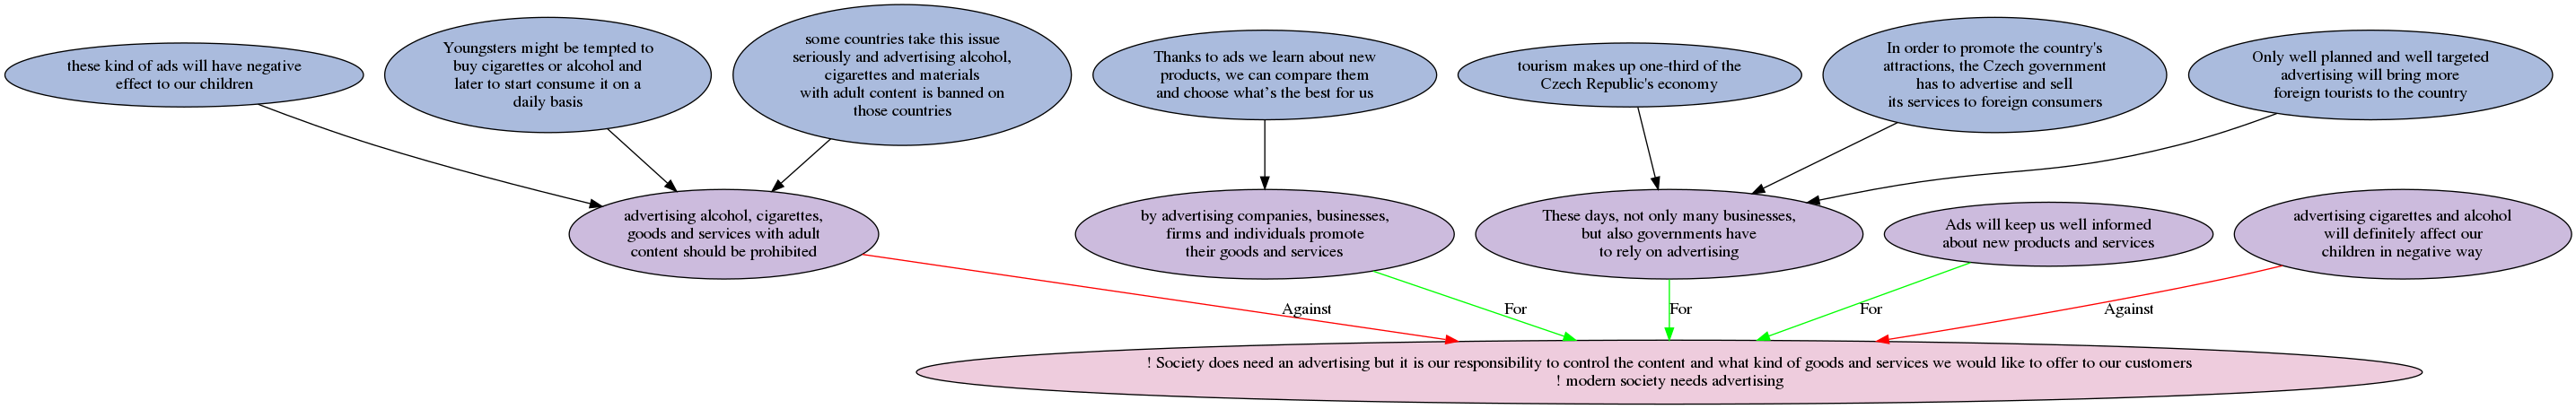 these kind of ads will have negative
effect to our children
Youngsters might be tempted to
buy cigarettes or alcohol and
later to start consume it on a
daily basis
some countries take this issue
seriously and advertising alcohol,
cigarettes and materials
with adult content is banned on
those countries
Thanks to ads we learn about new
products, we can compare them
and choose what’s the best for us
tourism makes up one-third of the
Czech Republic's economy
In order to promote the country's
attractions, the Czech government
has to advertise and sell
its services to foreign consumers
Only well planned and well targeted
advertising will bring more
foreign tourists to the country
advertising alcohol, cigarettes,
goods and services with adult
content should be prohibited
by advertising companies, businesses,
firms and individuals promote
their goods and services
These days, not only many businesses,
but also governments have
to rely on advertising
Ads will keep us well informed
about new products and services
advertising cigarettes and alcohol
will definitely affect our
children in negative way
Against
For
For
For
Against
! Society does need an advertising but it is our responsibility to control the content and what kind of goods and services we would like to offer to our customers
! modern society needs advertising